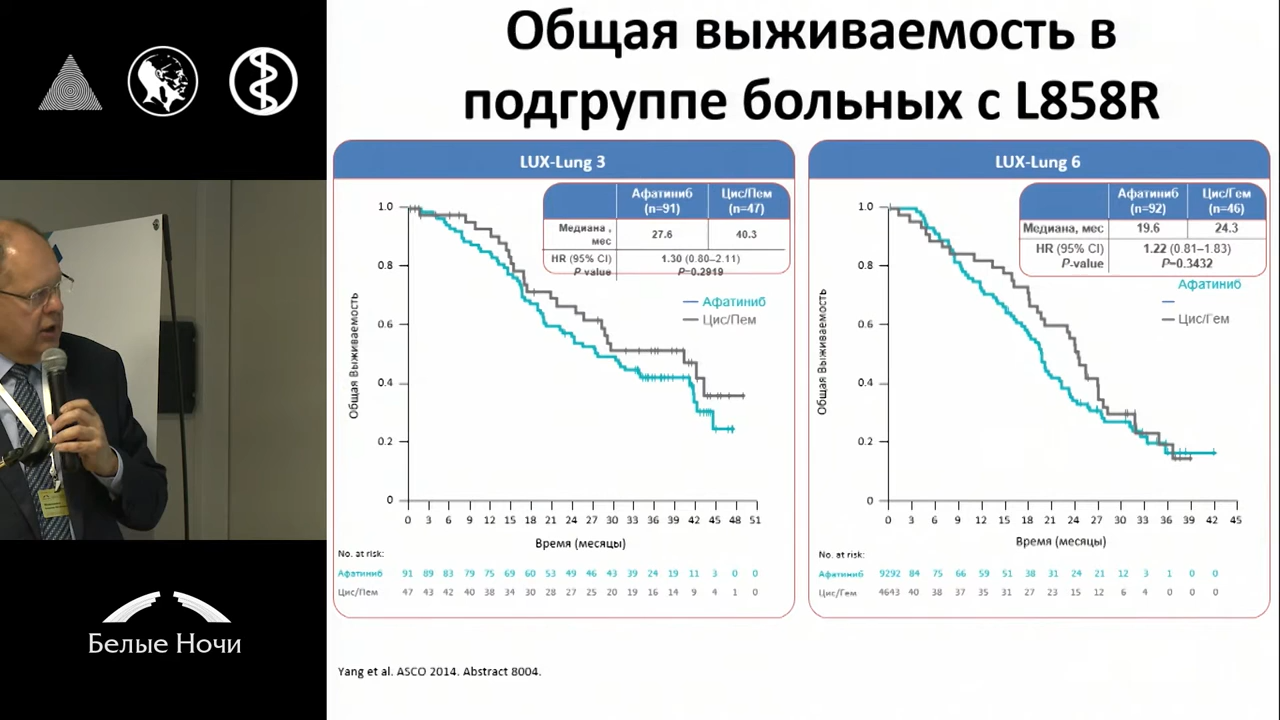 Общая выживаемость в
подгруппе больных с L858R
LUX-Lung 3
Афатиниб
(n=91)
Цис/Пем
(n=47)
Медиана ,
мес
27.6
40.3
HR (95% CI)
1.30 (0.80–2.11)
P value
P=0.2919
Афатиниб
Цис/Пем
Общая Выживаемость
1.0
0.8
0.6
0.4
0.2
0
0 3 6 9 12 15 18 21 24 27 30 33 36 39 42 45 48 51
Время (месяцы)
No. at risk:
Афатиниб 91 89 83 79 75 69 60 53 49 46 43 39 24 19 11 3 0 0
Цис/Пем 47 43 42 40 38 34 30 28 27 25 20 19 16 14 9 4 1 0
LUX-Lung 6
Афатиниб
(n=92)
Цис/Гем
(n=46)
Медиана, мес
19.6
24.3
HR (95% CI)
1.22 (0.81–1.83)
P-value
P=0.3432
Афатиниб
Цис/Гем
Общая Выживаемость
1.0
0.8
0.6
0.4
0.2
0
0 3 6 9 12 15 18 21 24 27 30 33 36 39 42 45
Время (месяцы)
No. at risk:
Афатиниб 9292 84 75 66 59 51 38 31 24 21 12 3 1 0 0
Цис/Гем 4643 40 38 37 35 31 27 23 15 12 6 4 0 0 0
Yang et al. ASCO 2014. Abstract 8004.
Белые Ночи